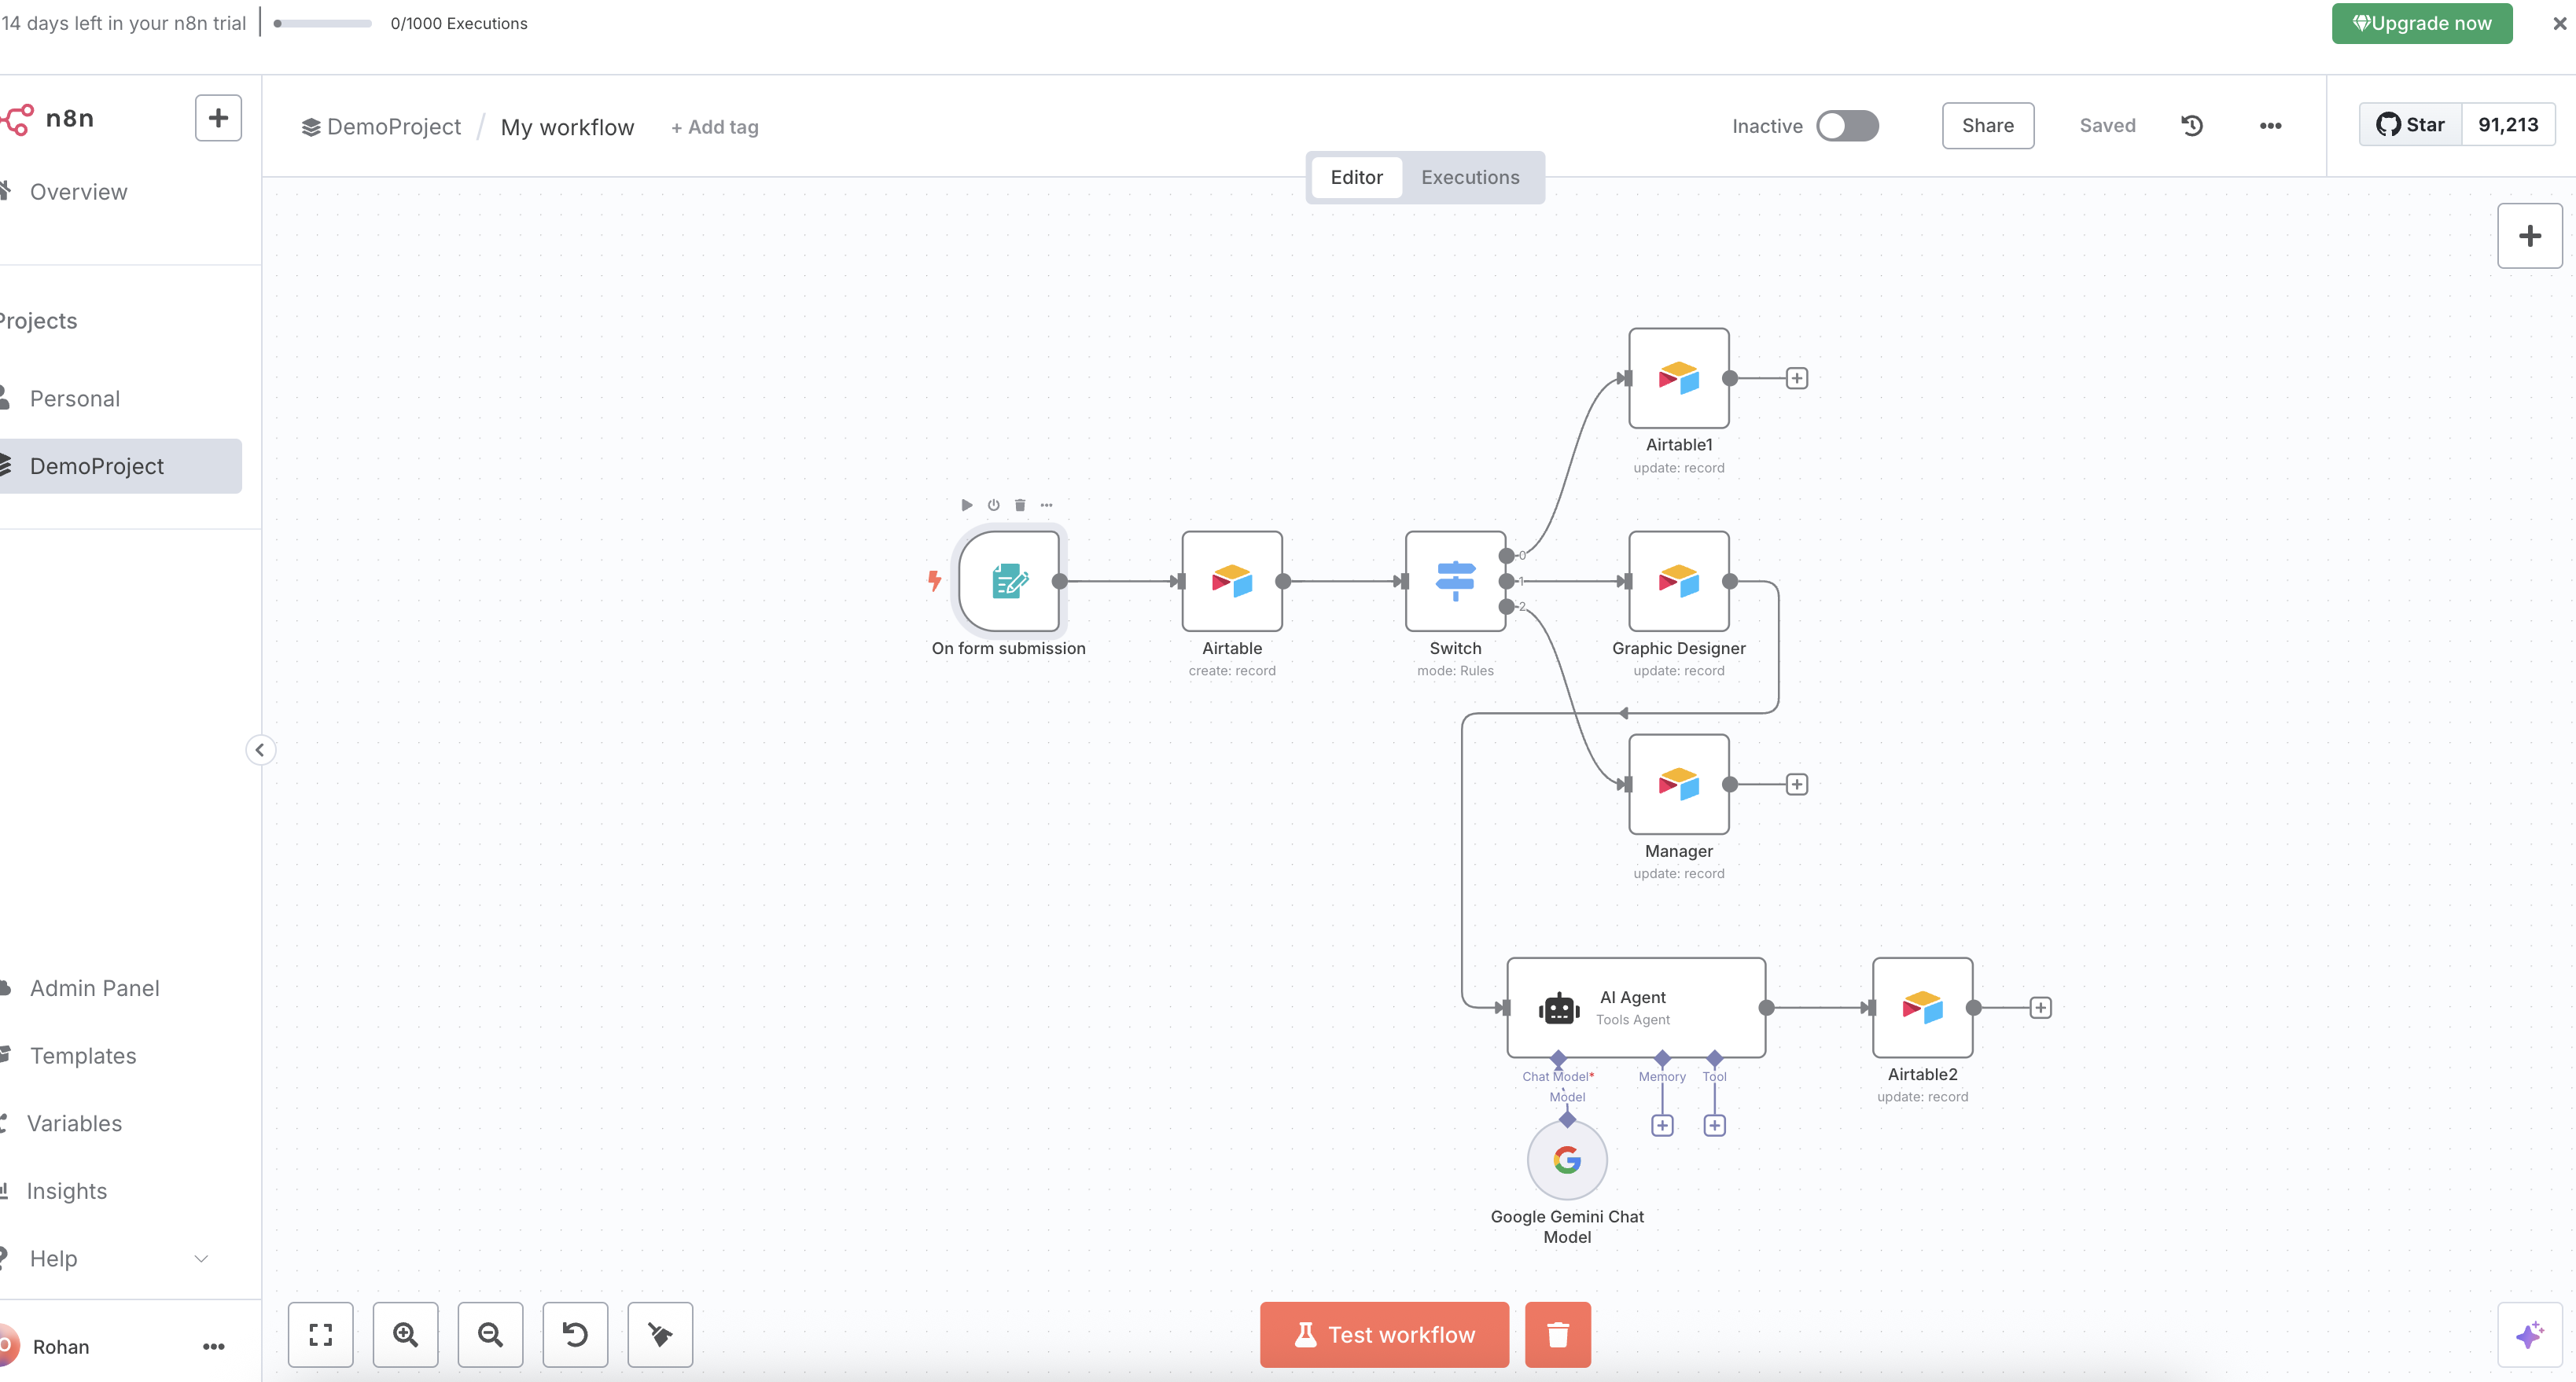 14 days left in your n8n trial
0/1000 Executions
Upgrade now
n8n
DemoProject / My workflow
+ Add tag
Inactive
Share
Saved
Star
91,213
Editor
Executions
Overview
Projects
Personal
DemoProject
Admin Panel
Templates
Variables
Insights
Help
Rohan
Airtable1
update: record
On form submission
Airtable
create: record
Switch
mode: Rules
0
1
2
Graphic Designer
update: record
Manager
update: record
AI Agent
Tools Agent
Chat Model*
Memory
Tool
Model
Google Gemini Chat
Model
Airtable2
update: record
Test workflow